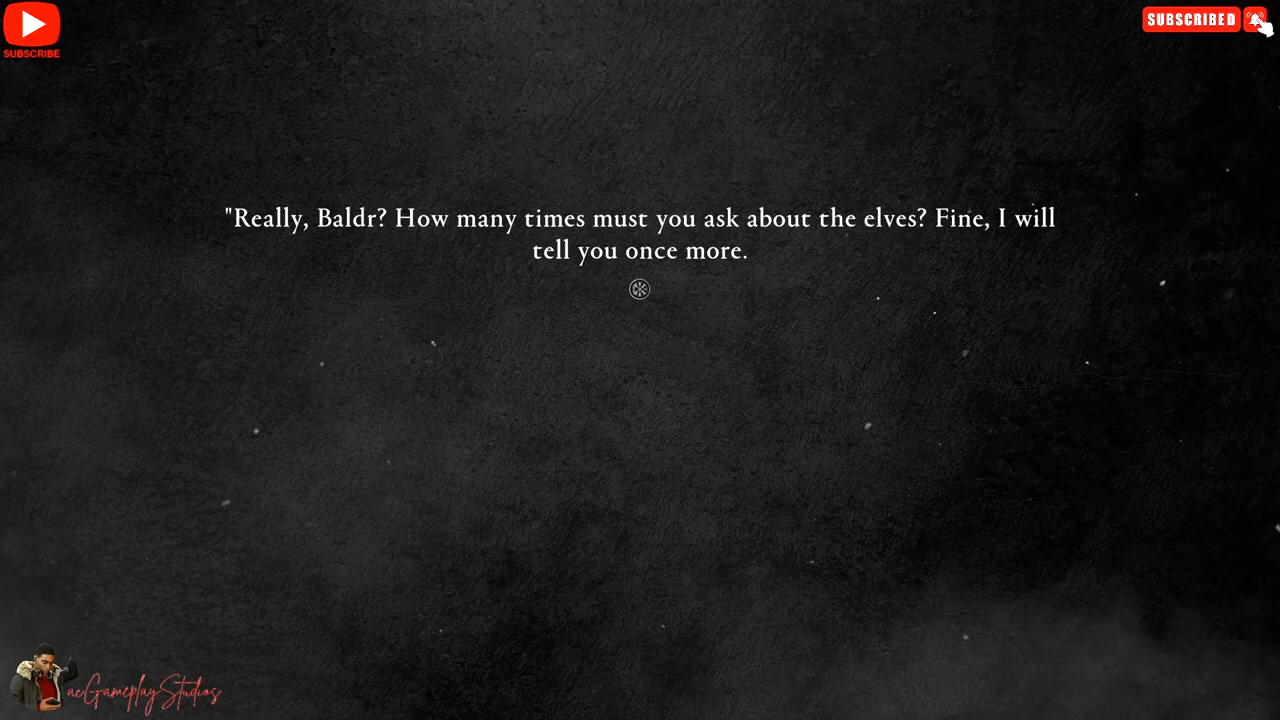 SUBSCRIBE
SUBSCRIBED
"Really, Baldr? How many times must you ask about the elves? Fine, I will
tell you once more.
acGameplayStudios